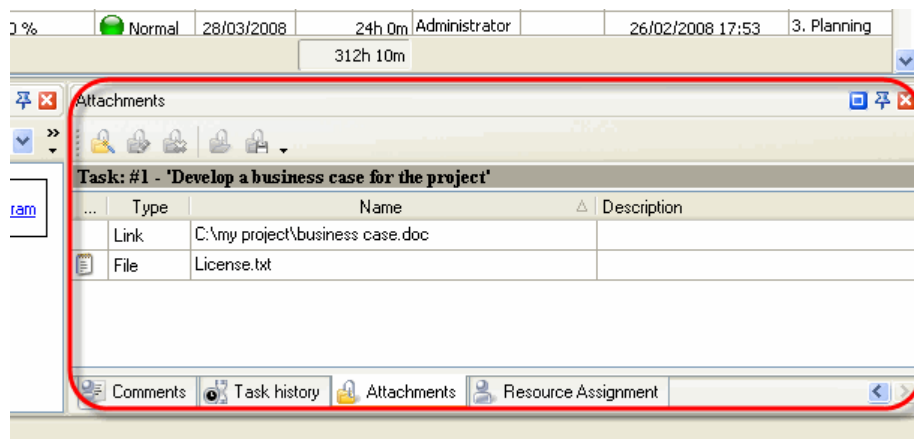 0 % Normal 28/03/2008 24h 0m Administrator 26/02/2008 17:53 3. Planning
312h 10m
Attachments
Task: #1 - 'Develop a business case for the project'
ram ... Type Name Description
Link C:\my project\business case.doc
File License.txt
Comments Task history Attachments Resource Assignment